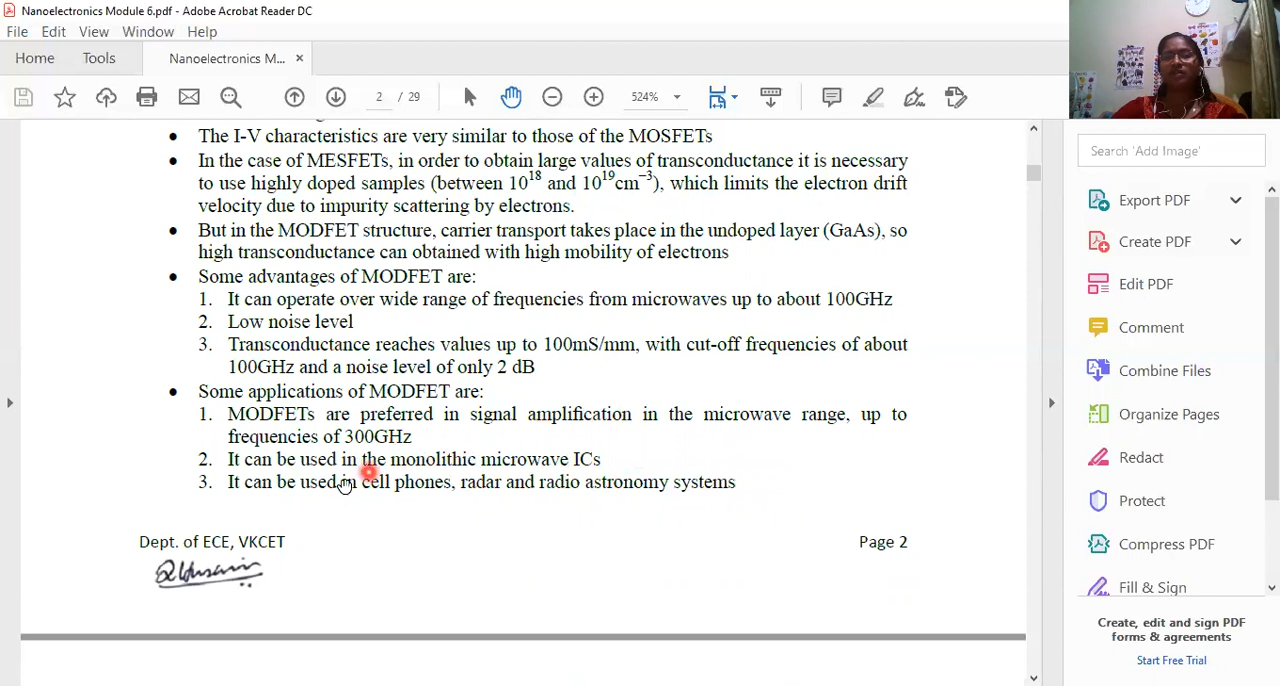 Nanoelectronics Module 6.pdf - Adobe Acrobat Reader DC
File Edit View Window Help
Home Tools Nanoelectronics M... ×
2 / 29 524%
• The I-V characteristics are very similar to those of the MOSFETs
• In the case of MESFETs, in order to obtain large values of transconductance it is necessary
to use highly doped samples (between 10^18 and 10^19cm^−3), which limits the electron drift
velocity due to impurity scattering by electrons.
• But in the MODFET structure, carrier transport takes place in the undoped layer (GaAs), so
high transconductance can obtained with high mobility of electrons
• Some advantages of MODFET are:
1. It can operate over wide range of frequencies from microwaves up to about 100GHz
2. Low noise level
3. Transconductance reaches values up to 100mS/mm, with cut-off frequencies of about
100GHz and a noise level of only 2 dB
• Some applications of MODFET are:
1. MODFETs are preferred in signal amplification in the microwave range, up to
frequencies of 300GHz
2. It can be used in the monolithic microwave ICs
3. It can be used in cell phones, radar and radio astronomy systems
Dept. of ECE, VKCET Page 2
Search 'Add Image'
Export PDF
Create PDF
Edit PDF
Comment
Combine Files
Organize Pages
Redact
Protect
Compress PDF
Fill & Sign
Create, edit and sign PDF
forms & agreements
Start Free Trial